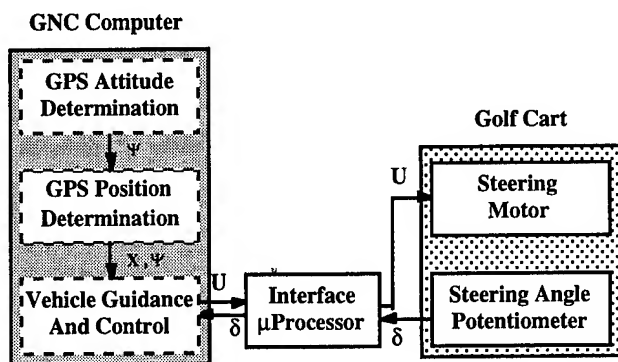 GNC Computer
GPS Attitude
Determination
Ψ
GPS Position
Determination
X, Ψ
Vehicle Guidance
And Control
U
δ
Interface
μProcessor
Golf Cart
U
Steering
Motor
δ
Steering Angle
Potentiometer